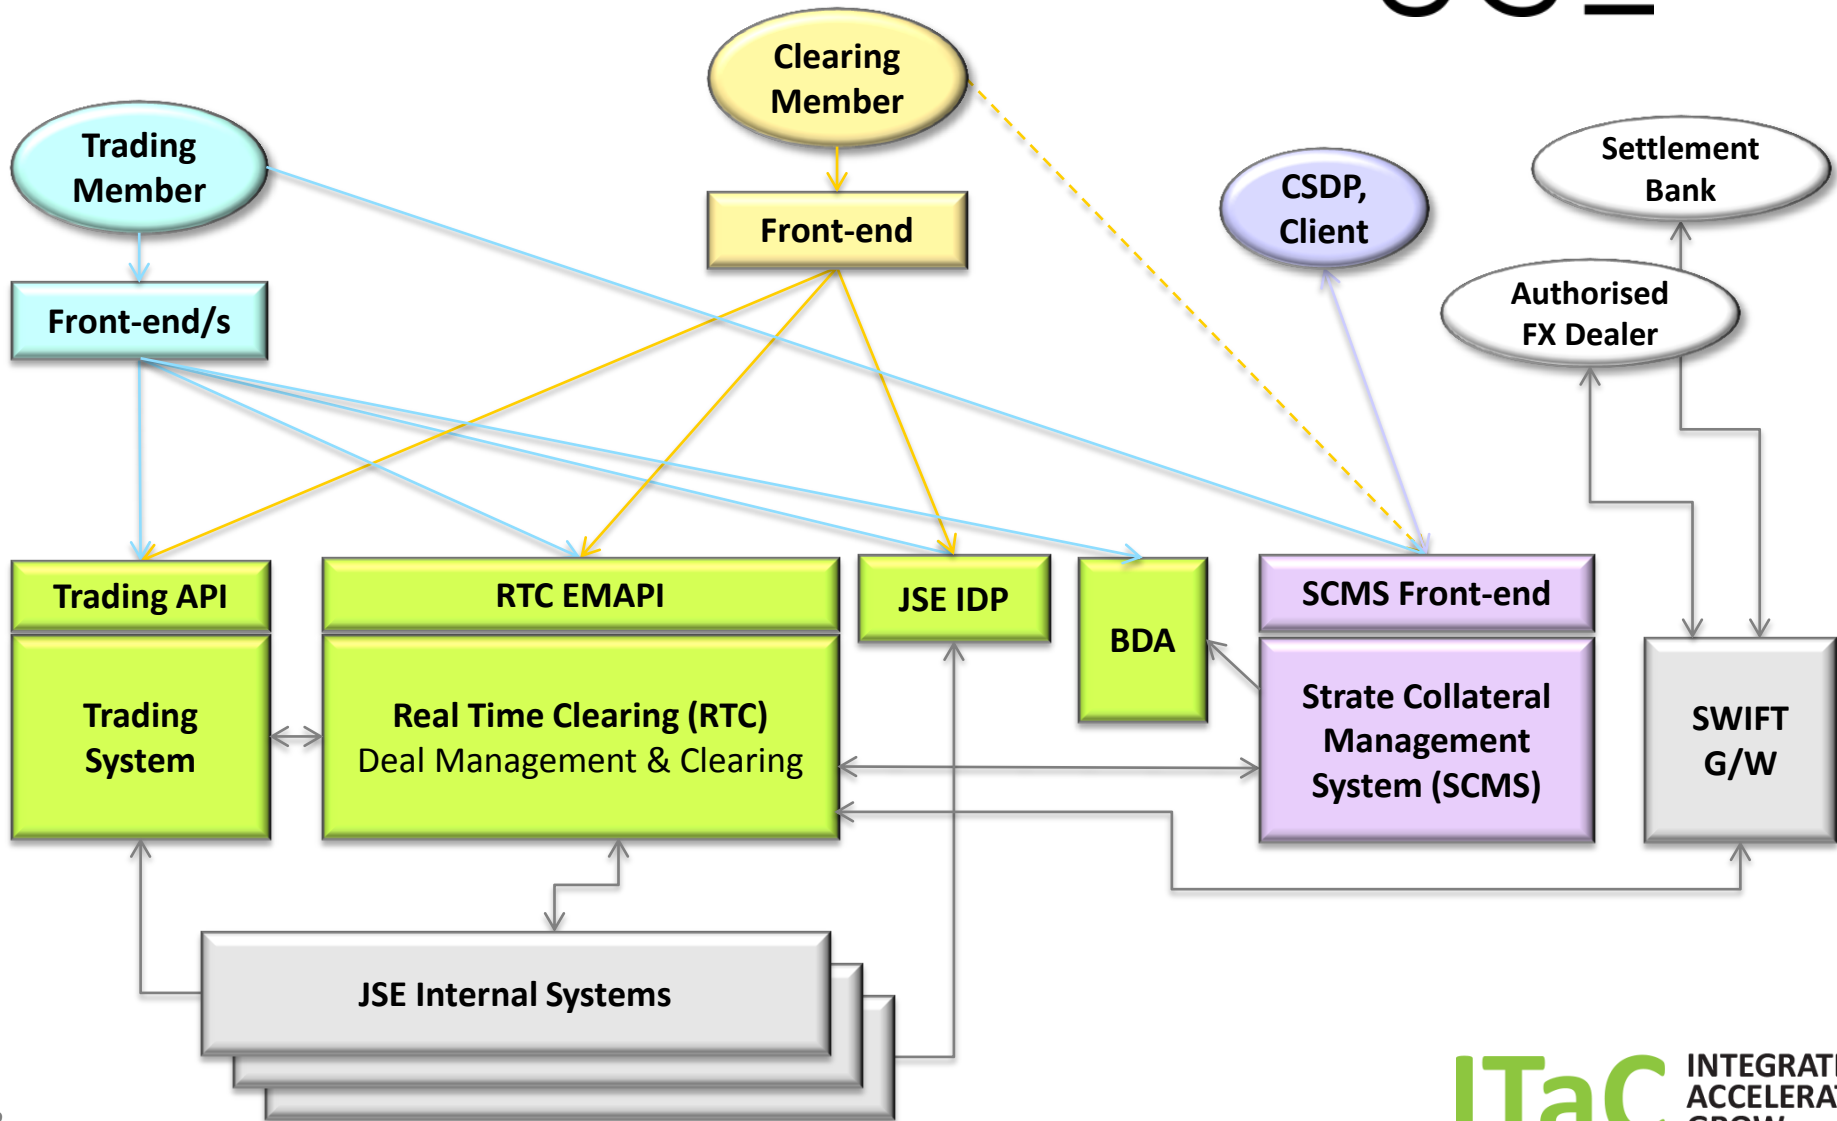 Clearing
Member
Trading
Member
Settlement
Bank
CSDP,
Client
Front-end
Authorised
FX Dealer
Front-end/s
Trading API
RTC EMAPI
JSE IDP
BDA
SCMS Front-end
Trading
System
Real Time Clearing (RTC)
Deal Management & Clearing
Strate Collateral
Management
System (SCMS)
SWIFT
G/W
JSE Internal Systems
ITaC